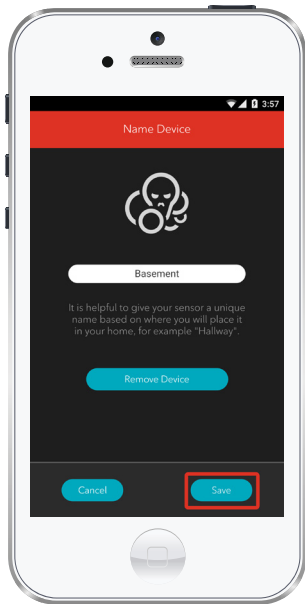 3:57
Name Device
Basement
It is helpful to give your sensor a unique
name based on where you will place it
in your home, for example "Hallway".
Remove Device
Cancel
Save